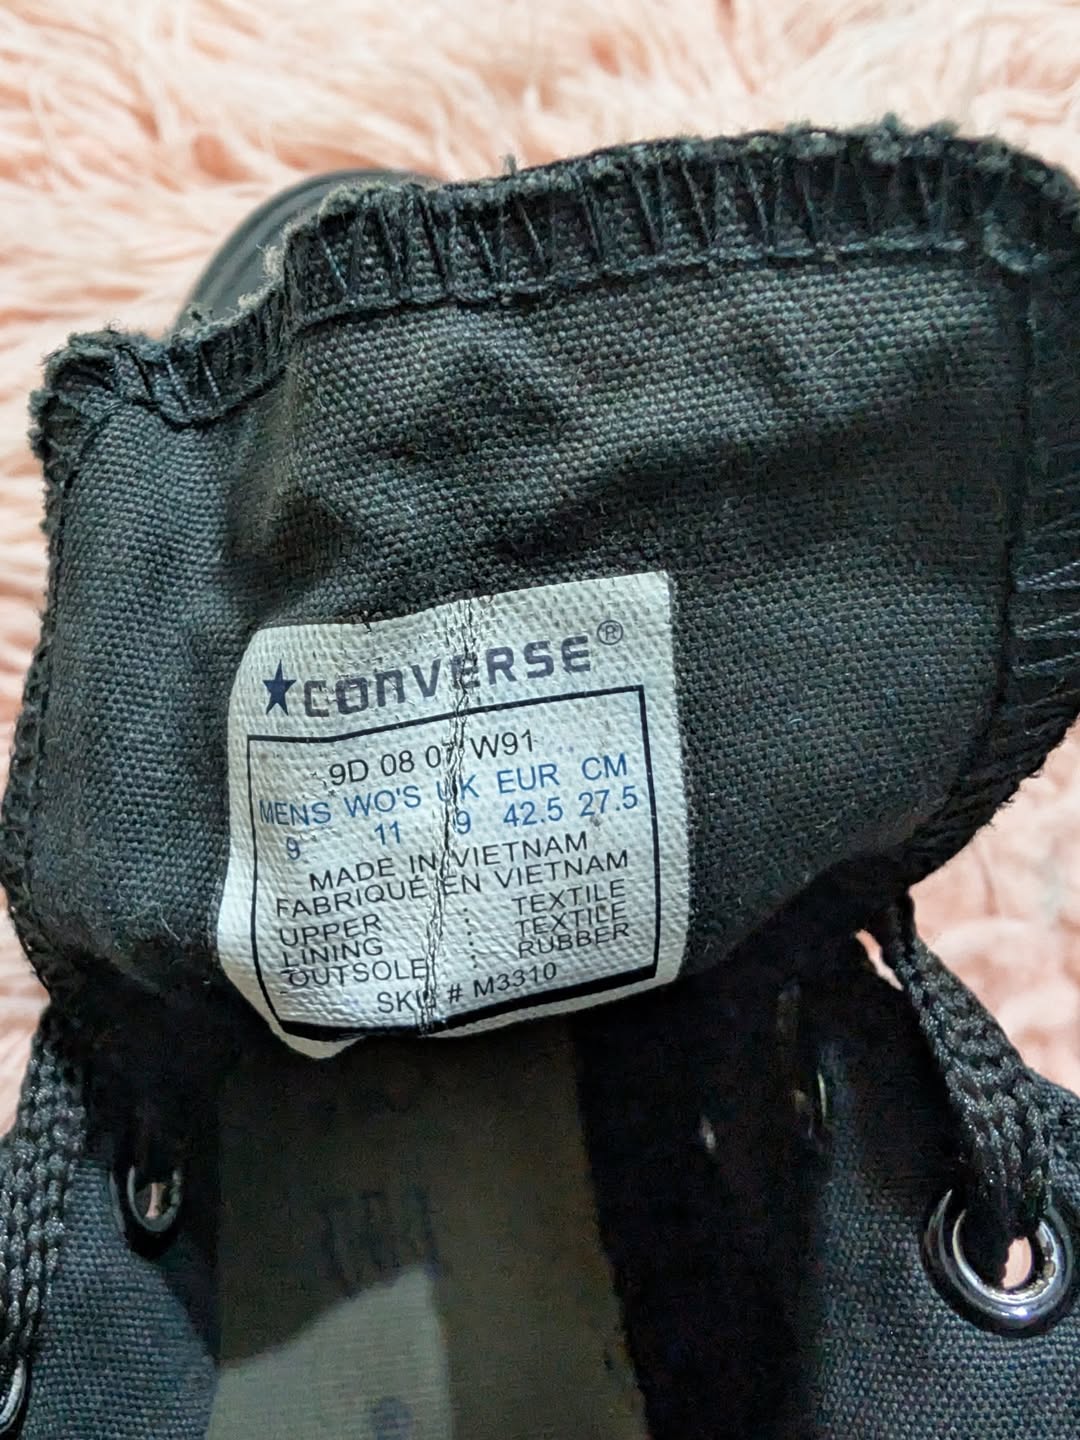 ★CONVERSE®
9D 08 07 W91
MENS WO'S UK EUR CM
9 11 9 42.5 27.5
MADE IN VIETNAM
FABRIQUÉ EN VIETNAM
UPPER : TEXTILE
LINING : TEXTILE
OUTSOLE : RUBBER
SKU # M3310